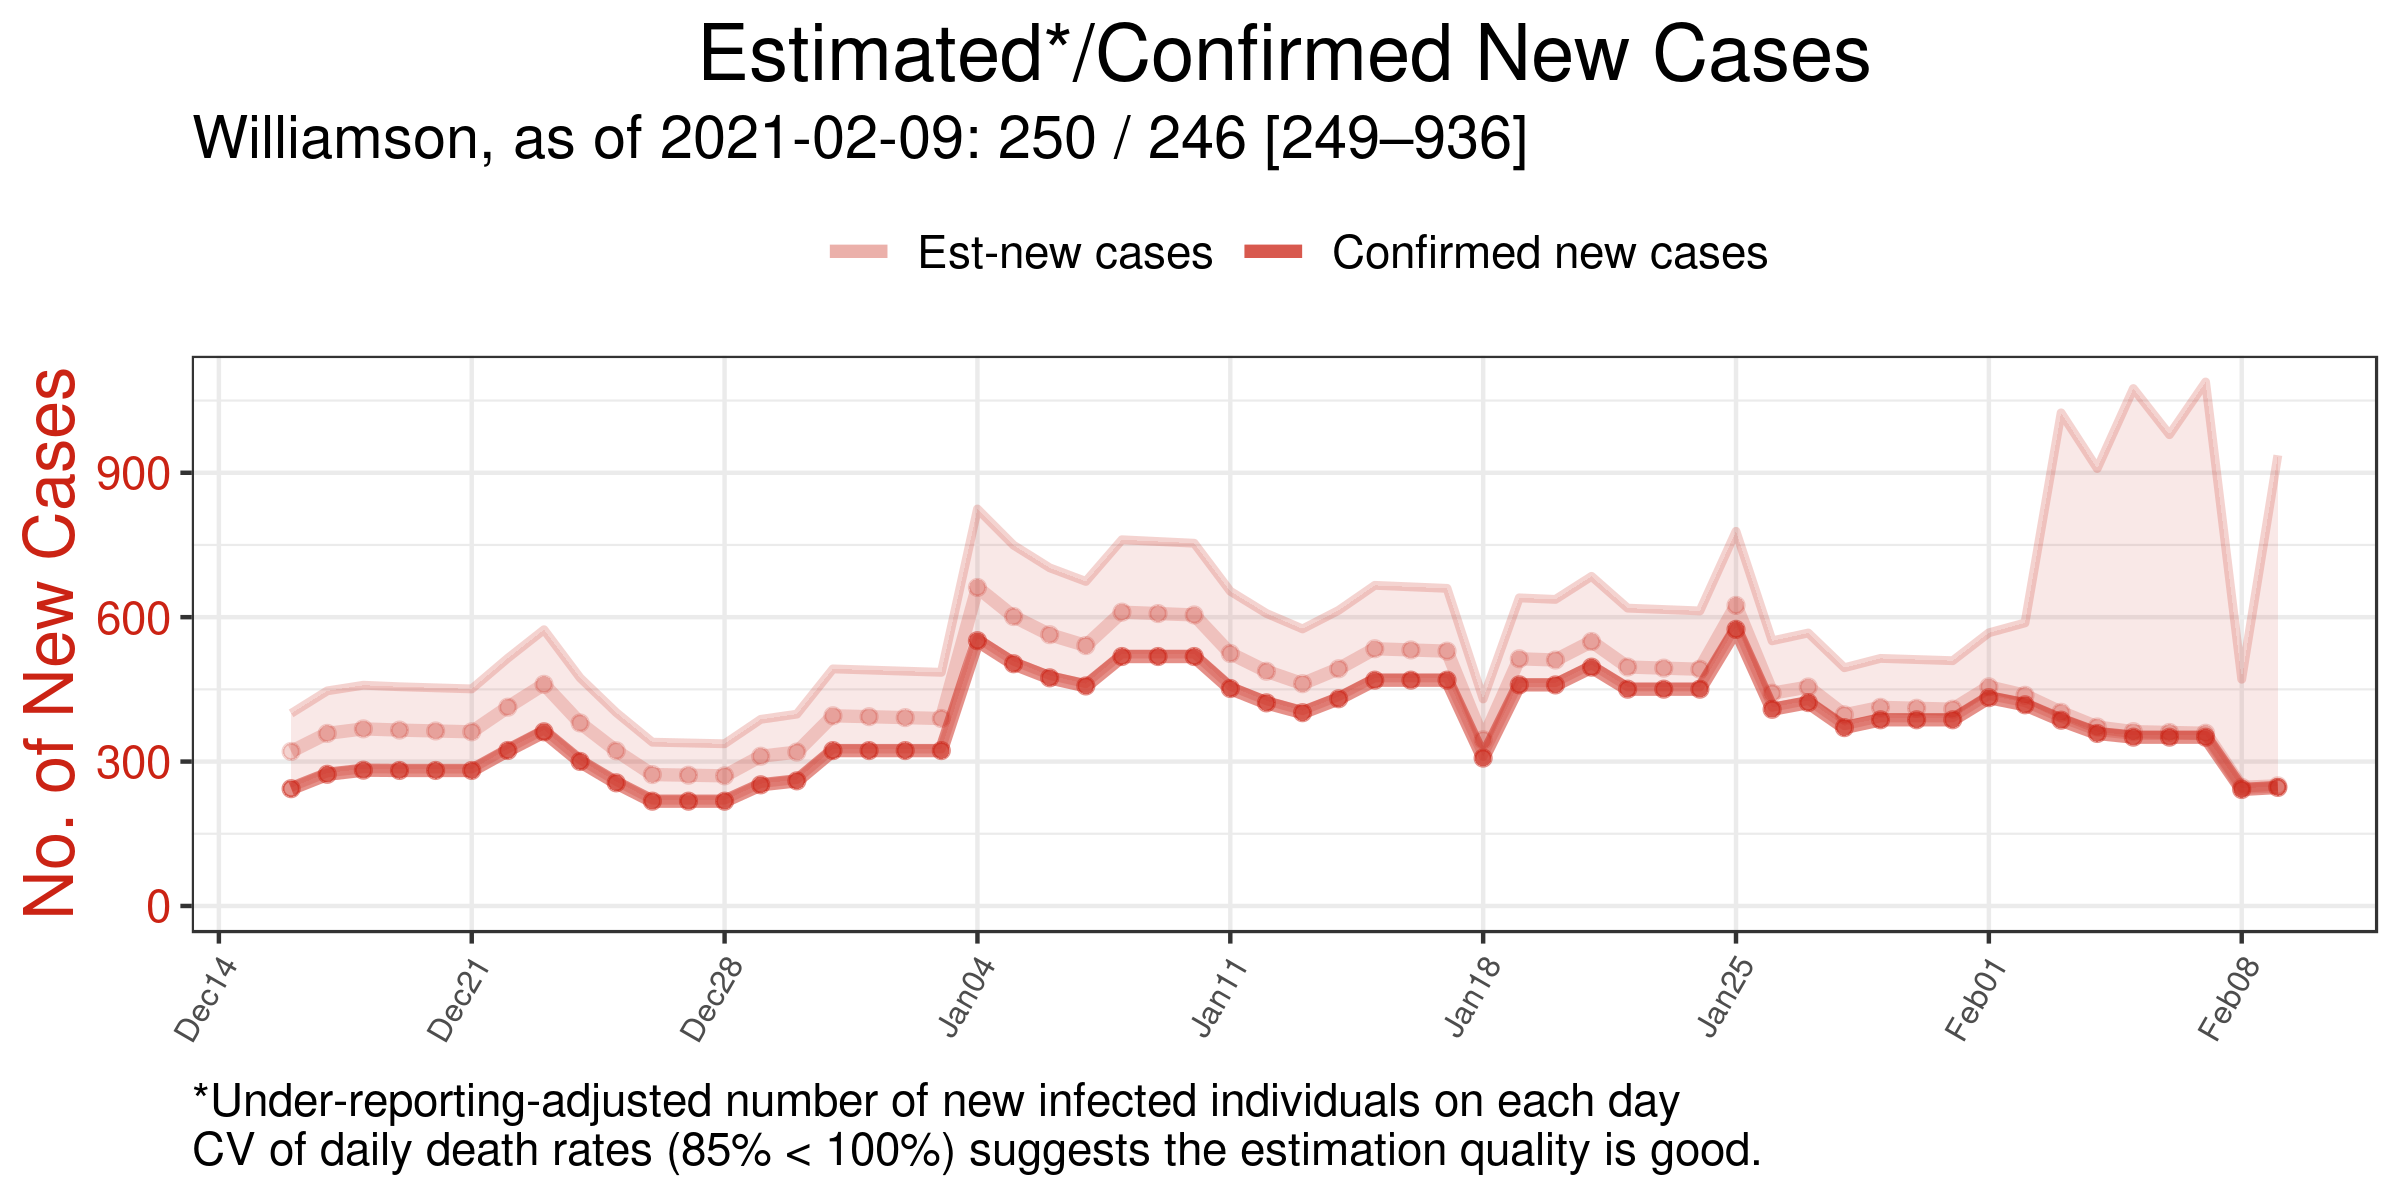 Estimated*/Confirmed New Cases
Williamson, as of 2021-02-09: 250 / 246 [249–936]
Est-new cases
Confirmed new cases
No. of New Cases
900
600
300
0
Dec14
Dec21
Dec28
Jan04
Jan11
Jan18
Jan25
Feb01
Feb08
*Under-reporting-adjusted number of new infected individuals on each day
CV of daily death rates (85% < 100%) suggests the estimation quality is good.